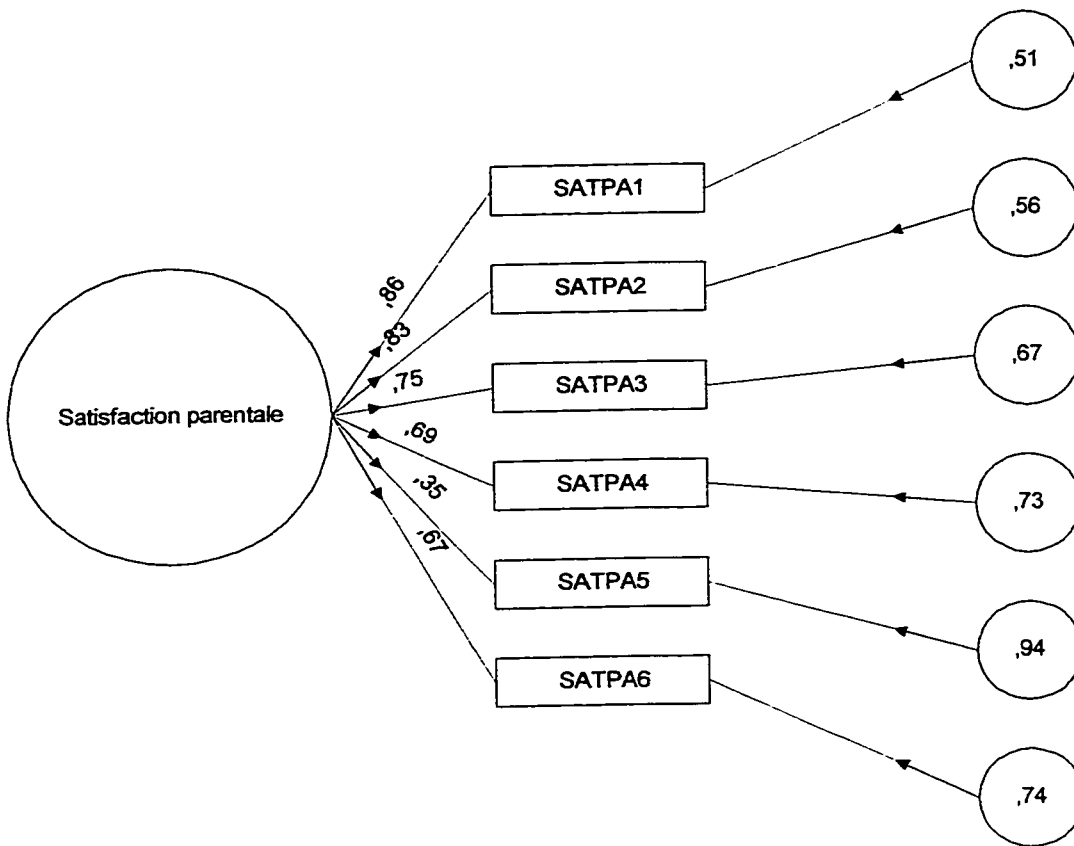 ,51
SATPA1
,56
,86
SATPA2
,83
,67
,75
SATPA3
Satisfaction parentale
,69
SATPA4
,73
,35
,67
SATPA5
,94
SATPA6
,74